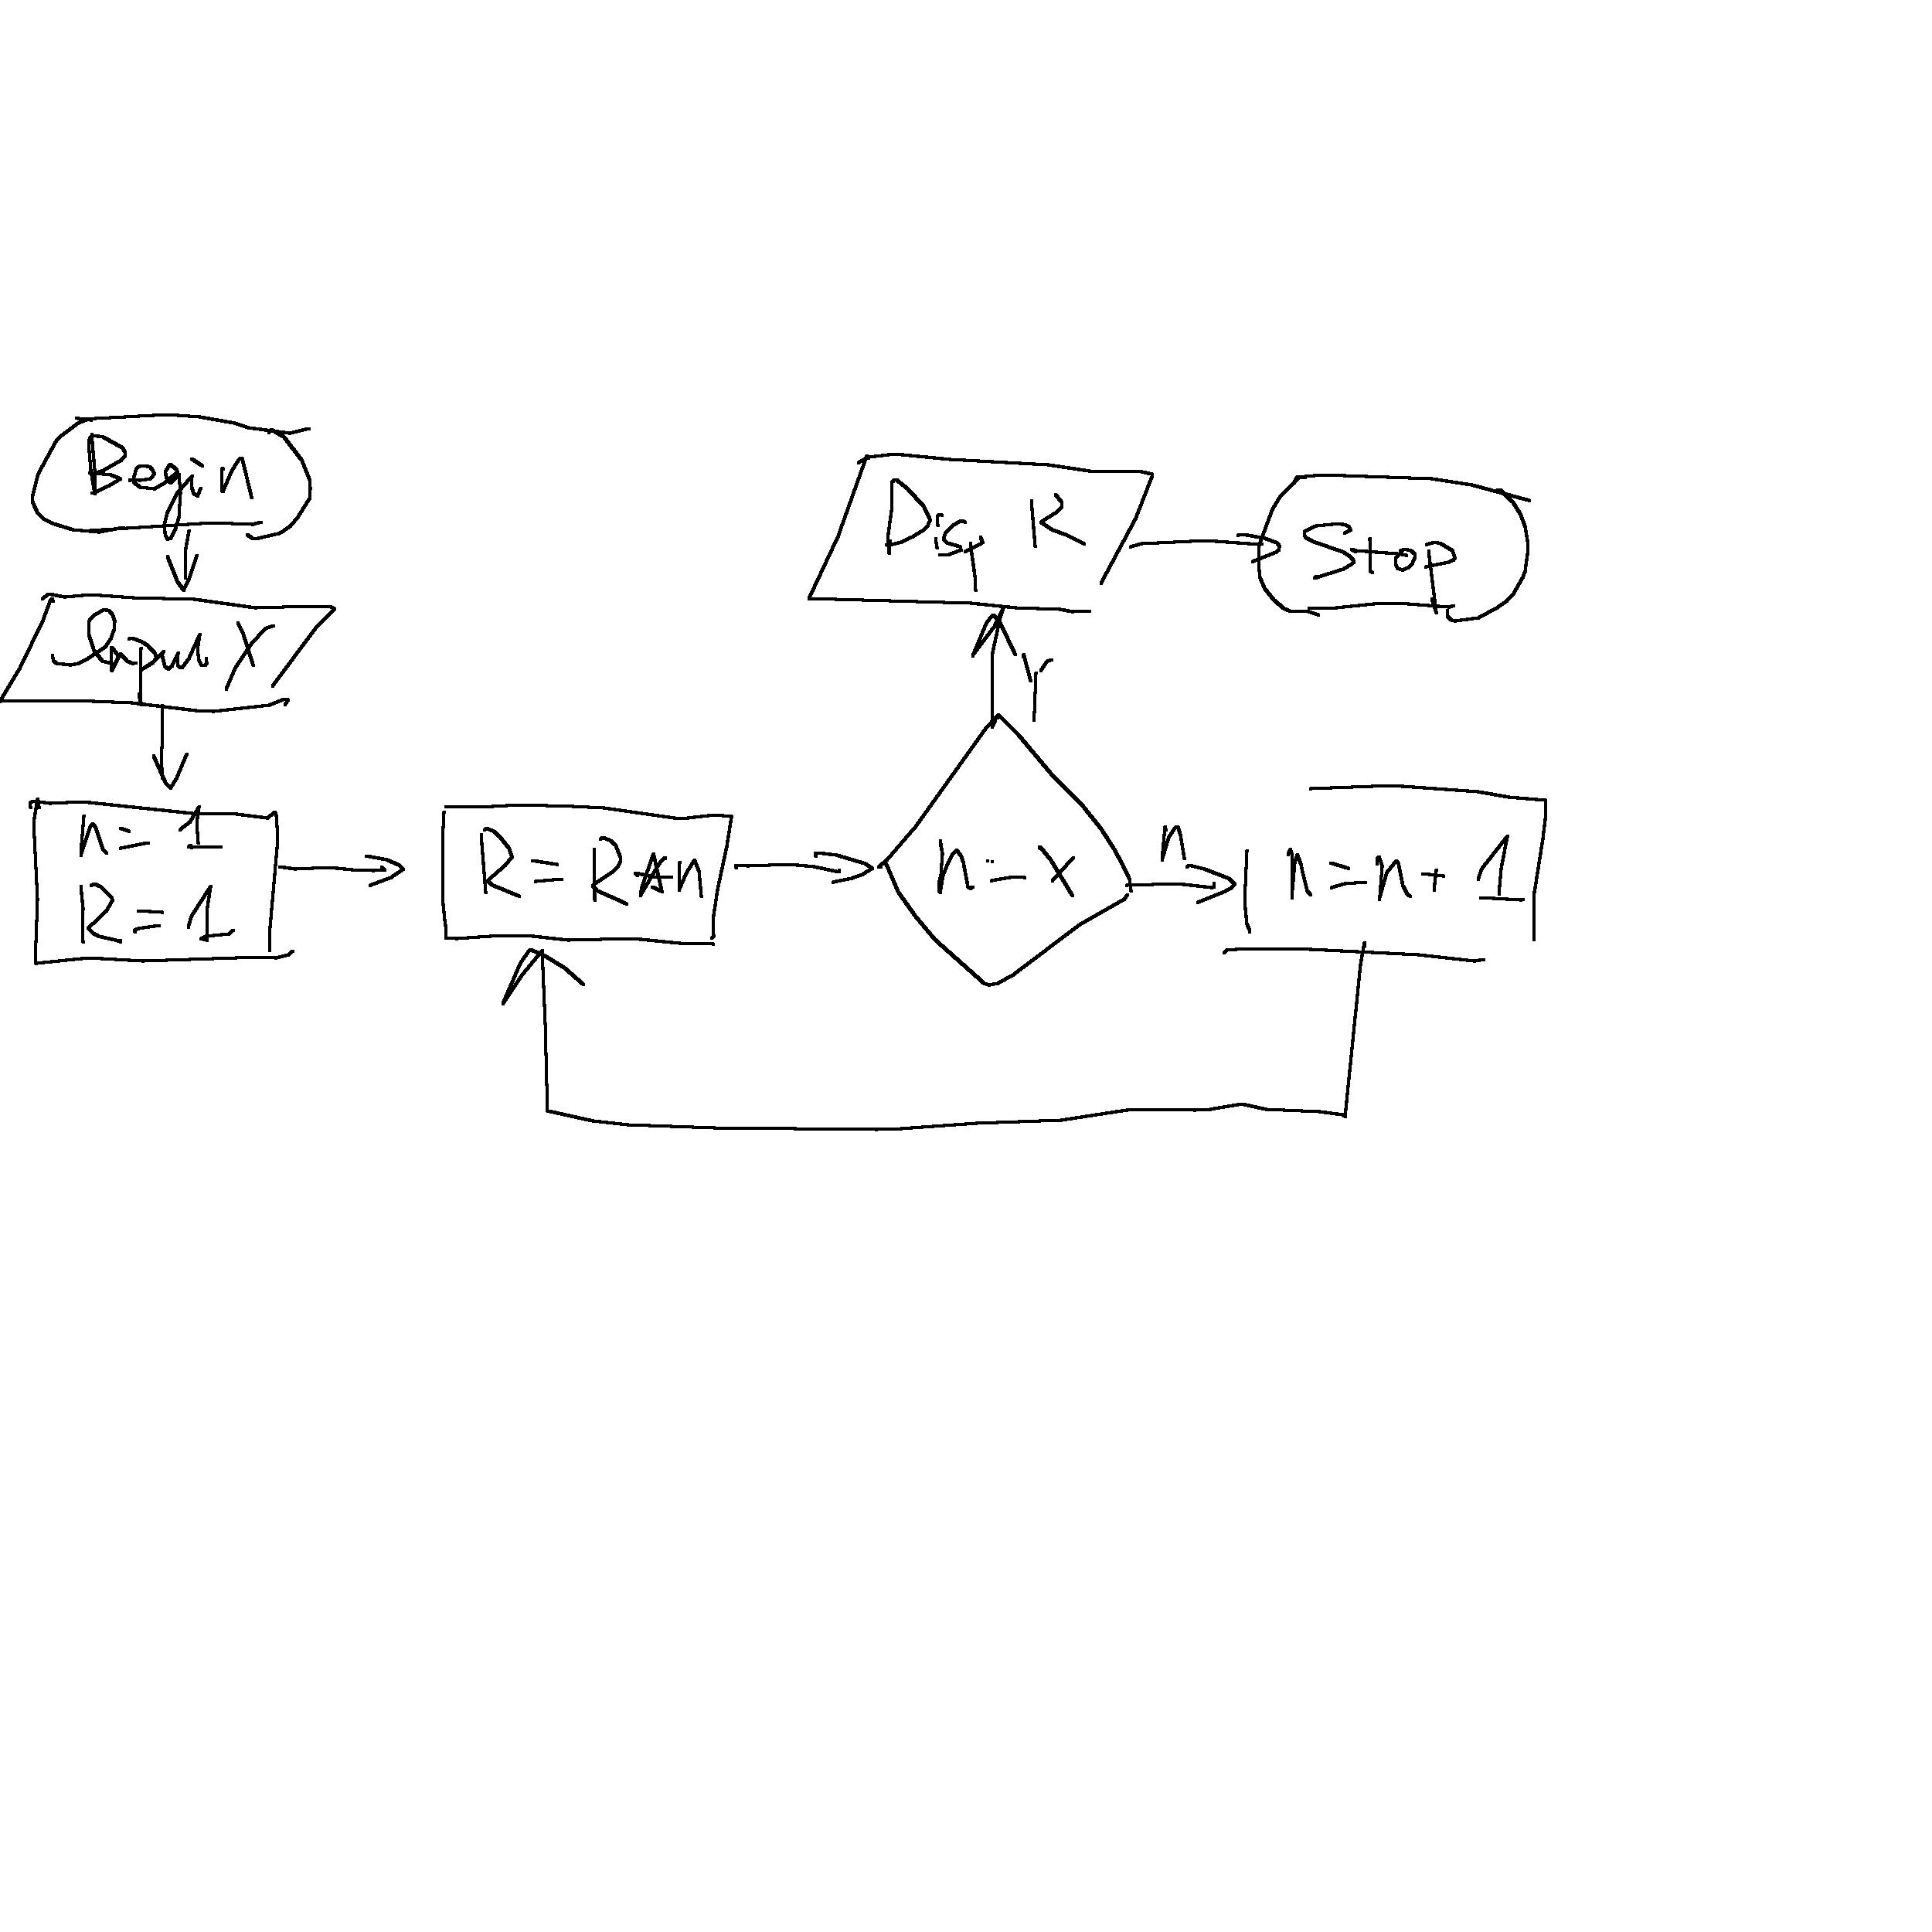 Begin
Input X
n = 1
R = 1
R = R*n
n = x
Y
Disp R
Stop
n
n = n + 1